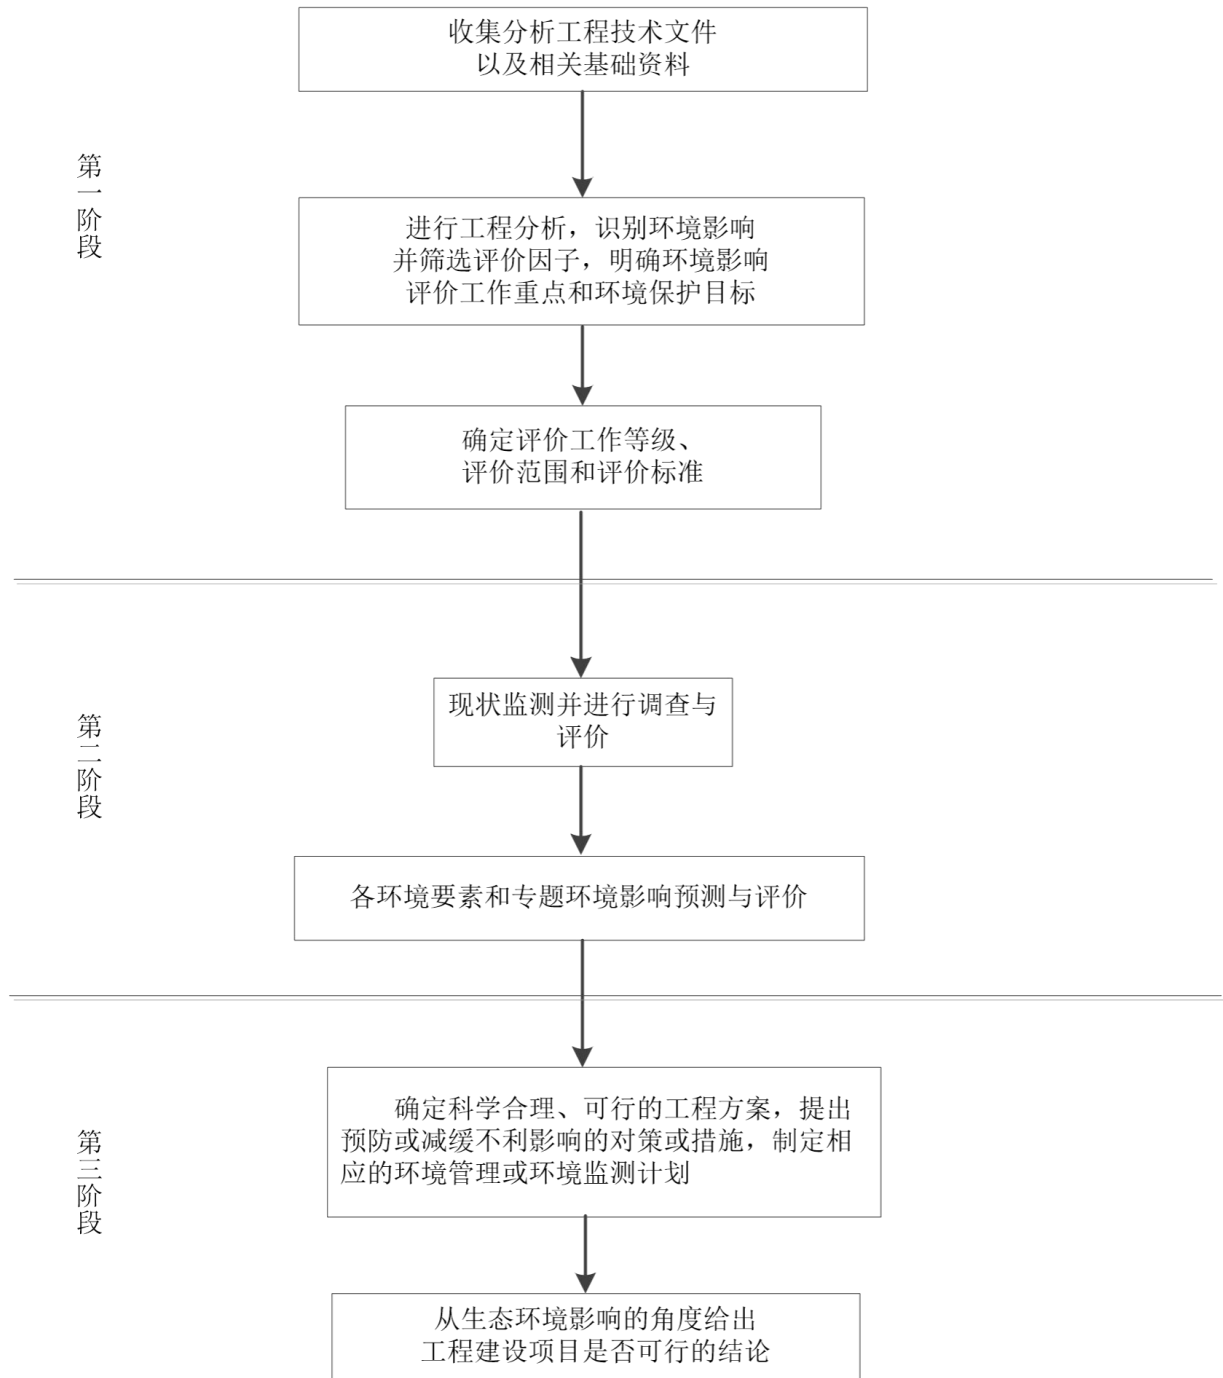 收集分析工程技术文件
以及相关基础资料
第一阶段
进行工程分析，识别环境影响
并筛选评价因子，明确环境影响
评价工作重点和环境保护目标
确定评价工作等级、
评价范围和评价标准
第二阶段
现状监测并进行调查与
评价
各环境要素和专题环境影响预测与评价
第三阶段
确定科学合理、可行的工程方案，提出
预防或减缓不利影响的对策或措施，制定相
应的环境管理或环境监测计划
从生态环境影响的角度给出
工程建设项目是否可行的结论